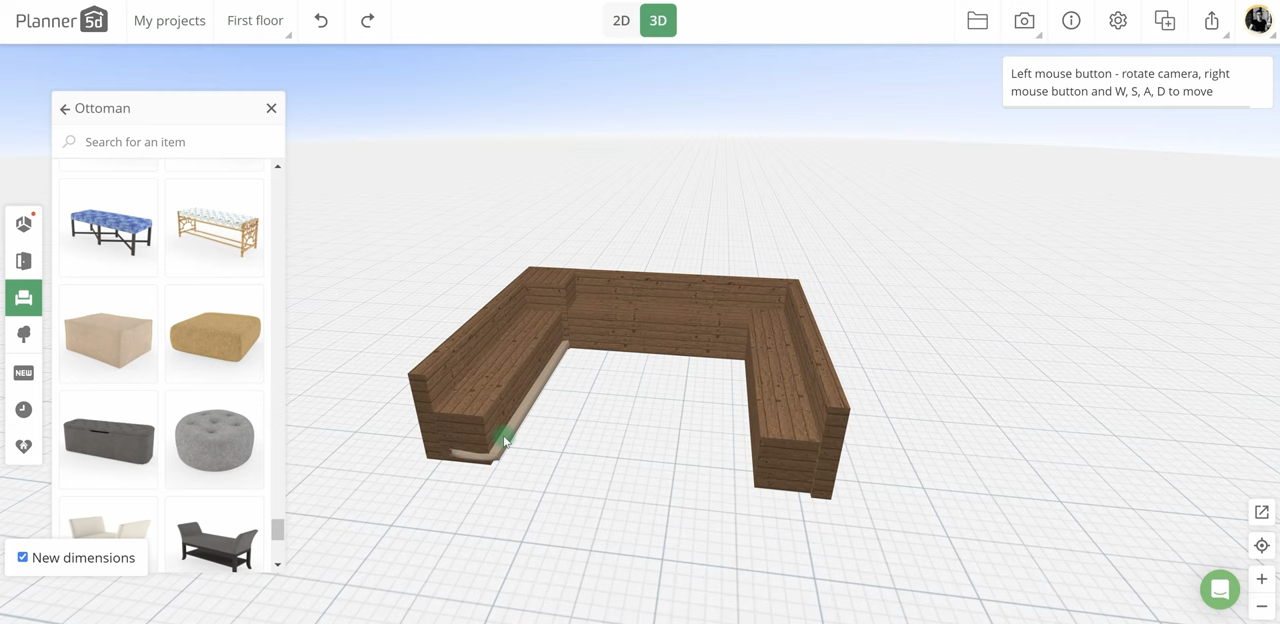 Planner 5d
My projects
First floor
2D
3D
Left mouse button - rotate camera, right
mouse button and W, S, A, D to move
Ottoman
Search for an item
NEW
New dimensions